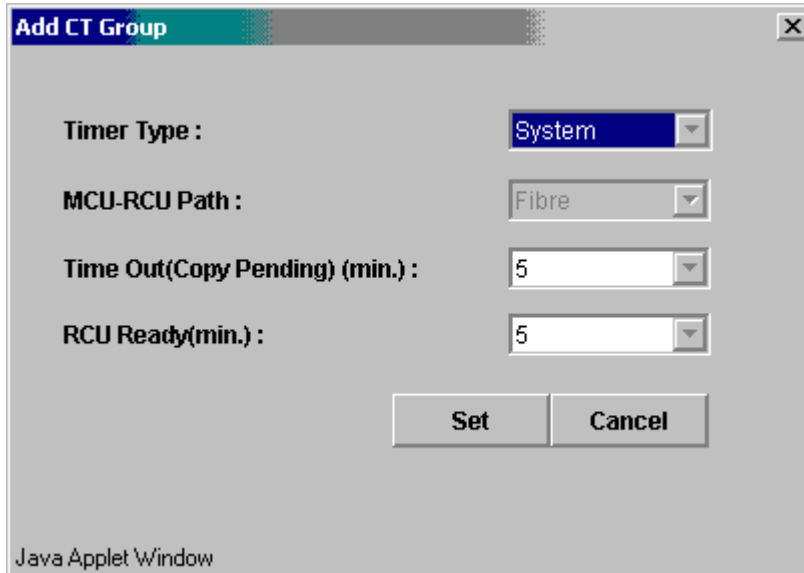 Add CT Group
Timer Type : System
MCU-RCU Path : Fibre
Time Out(Copy Pending) (min.) : 5
RCU Ready(min.) : 5
Set Cancel
Java Applet Window